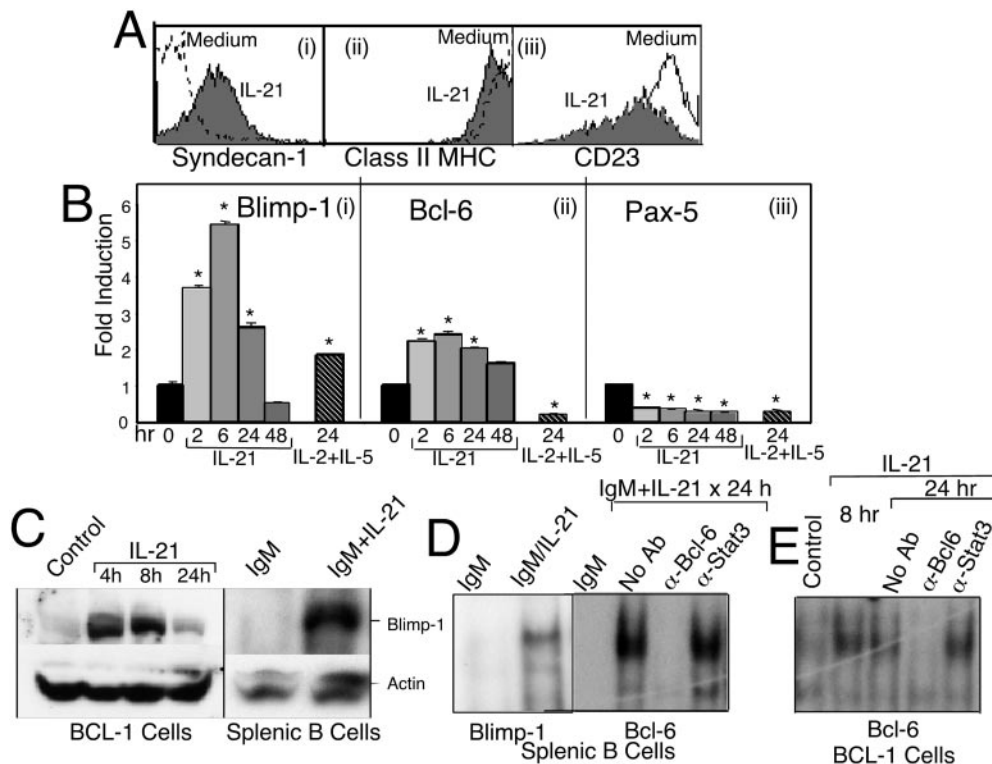 A
Medium
(i)
IL-21
Syndecan-1
(ii)
Medium
IL-21
Class II MHC
(iii)
Medium
IL-21
CD23
B
Fold Induction
6
5
4
3
2
1
0
Blimp-1 (i)
Bcl-6 (ii)
Pax-5 (iii)
* * * *
* * * *
* * * * *
hr 0 2 6 24 48 24 0 2 6 24 48 24 0 2 6 24 48 24
IL-21 IL-2+IL-5 IL-21 IL-2+IL-5 IL-21 IL-2+IL-5
C
Control
IL-21
4h 8h 24h
IgM
IgM+IL-21
Blimp-1
Actin
BCL-1 Cells
Splenic B Cells
D
IgM+IL-21 x 24 h
IgM
IgM/IL-21
IgM
No Ab
α-Bcl-6
α-Stat3
Blimp-1
Bcl-6
Splenic B Cells
E
IL-21
24 hr
Control
8 hr
No Ab
α-Bcl6
α-Stat3
Bcl-6
BCL-1 Cells